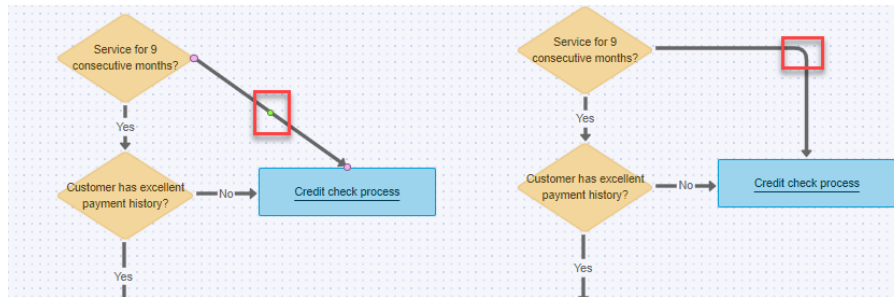 Service for 9
consecutive months?
Yes
Customer has excellent
payment history?
No
Credit check process
Yes
Service for 9
consecutive months?
Yes
Customer has excellent
payment history?
No
Credit check process
Yes